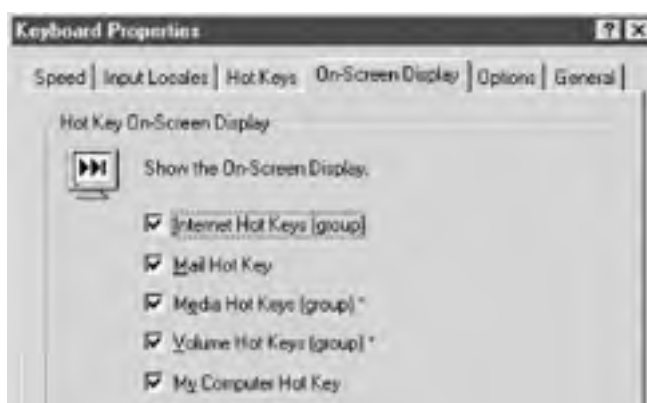 Keyboard Properties
Speed Input Locales Hot Keys On-Screen Display Options General
Hot Key On-Screen Display
Show the On-Screen Display.
Internet Hot Keys (group)
Mail Hot Key
Media Hot Keys (group) *
Volume Hot Keys (group) *
My Computer Hot Key